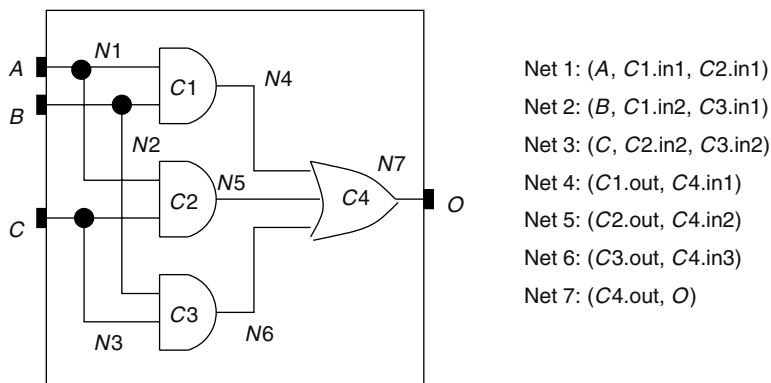 N1
A
C1
N4
B
N2
N7
N5
C2
C4
O
C
C3
N3
N6
Net 1: (A, C1.in1, C2.in1)
Net 2: (B, C1.in2, C3.in1)
Net 3: (C, C2.in2, C3.in2)
Net 4: (C1.out, C4.in1)
Net 5: (C2.out, C4.in2)
Net 6: (C3.out, C4.in3)
Net 7: (C4.out, O)